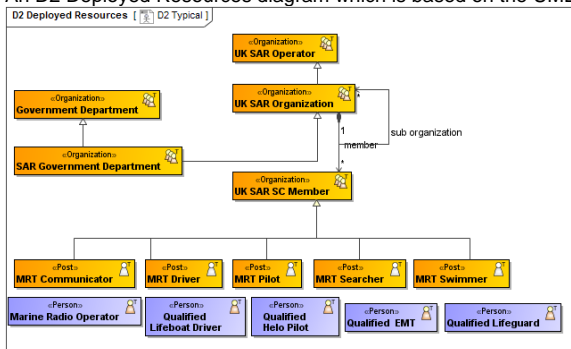 An D2 Deployed Resources diagram which is based on the UML
D2 Deployed Resources [ D2 Typical ]
«Organization»
UK SAR Operator
«Organization»
Government Department
«Organization»
UK SAR Organization
*
1
sub organization
member
*
«Organization»
SAR Government Department
«Organization»
UK SAR SC Member
«Post»
MRT Communicator
«Post»
MRT Driver
«Post»
MRT Pilot
«Post»
MRT Searcher
«Post»
MRT Swimmer
«Person»
Marine Radio Operator
«Person»
Qualified
Lifeboat Driver
«Person»
Qualified
Helo Pilot
«Person»
Qualified EMT
«Person»
Qualified Lifeguard